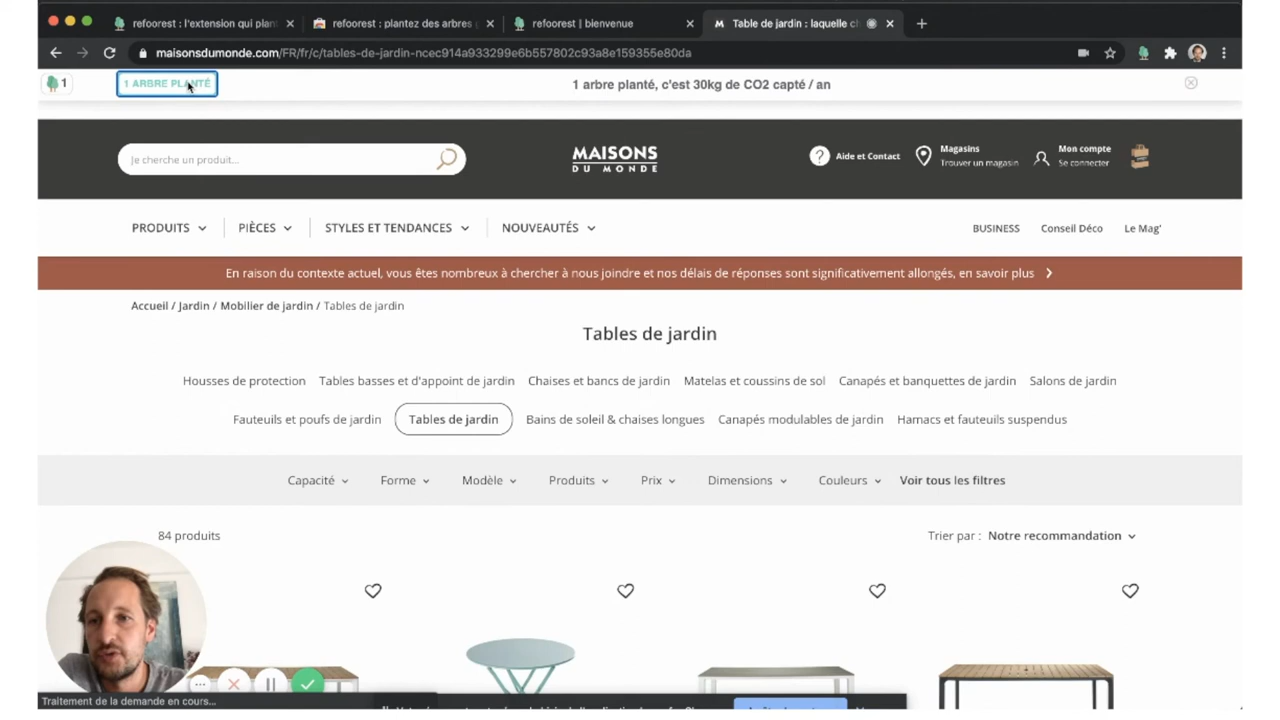 refoorest : l'extension qui plan
refoorest : plantez des arbres
refoorest | bienvenue
Table de jardin : laquelle c
maisonsdumonde.com/FR/fr/c/tables-de-jardin-ncec914a933299e6b557802c93a8e159355e80da
1
1 ARBRE PLANTÉ
1 arbre planté, c'est 30kg de CO2 capté / an
Je cherche un produit...
MAISONS
DU MONDE
Aide et Contact
Magasins
Trouver un magasin
Mon compte
Se connecter
PRODUITS
PIÈCES
STYLES ET TENDANCES
NOUVEAUTÉS
BUSINESS
Conseil Déco
Le Mag'
En raison du contexte actuel, vous êtes nombreux à chercher à nous joindre et nos délais de réponses sont significativement allongés, en savoir plus
Accueil / Jardin / Mobilier de jardin / Tables de jardin
Tables de jardin
Housses de protection Tables basses et d'appoint de jardin Chaises et bancs de jardin Matelas et coussins de sol Canapés et banquettes de jardin Salons de jardin
Fauteuils et poufs de jardin Tables de jardin Bains de soleil & chaises longues Canapés modulables de jardin Hamacs et fauteuils suspendus
Capacité Forme Modèle Produits Prix Dimensions Couleurs Voir tous les filtres
84 produits
Trier par : Notre recommandation
Traitement de la demande en cours...